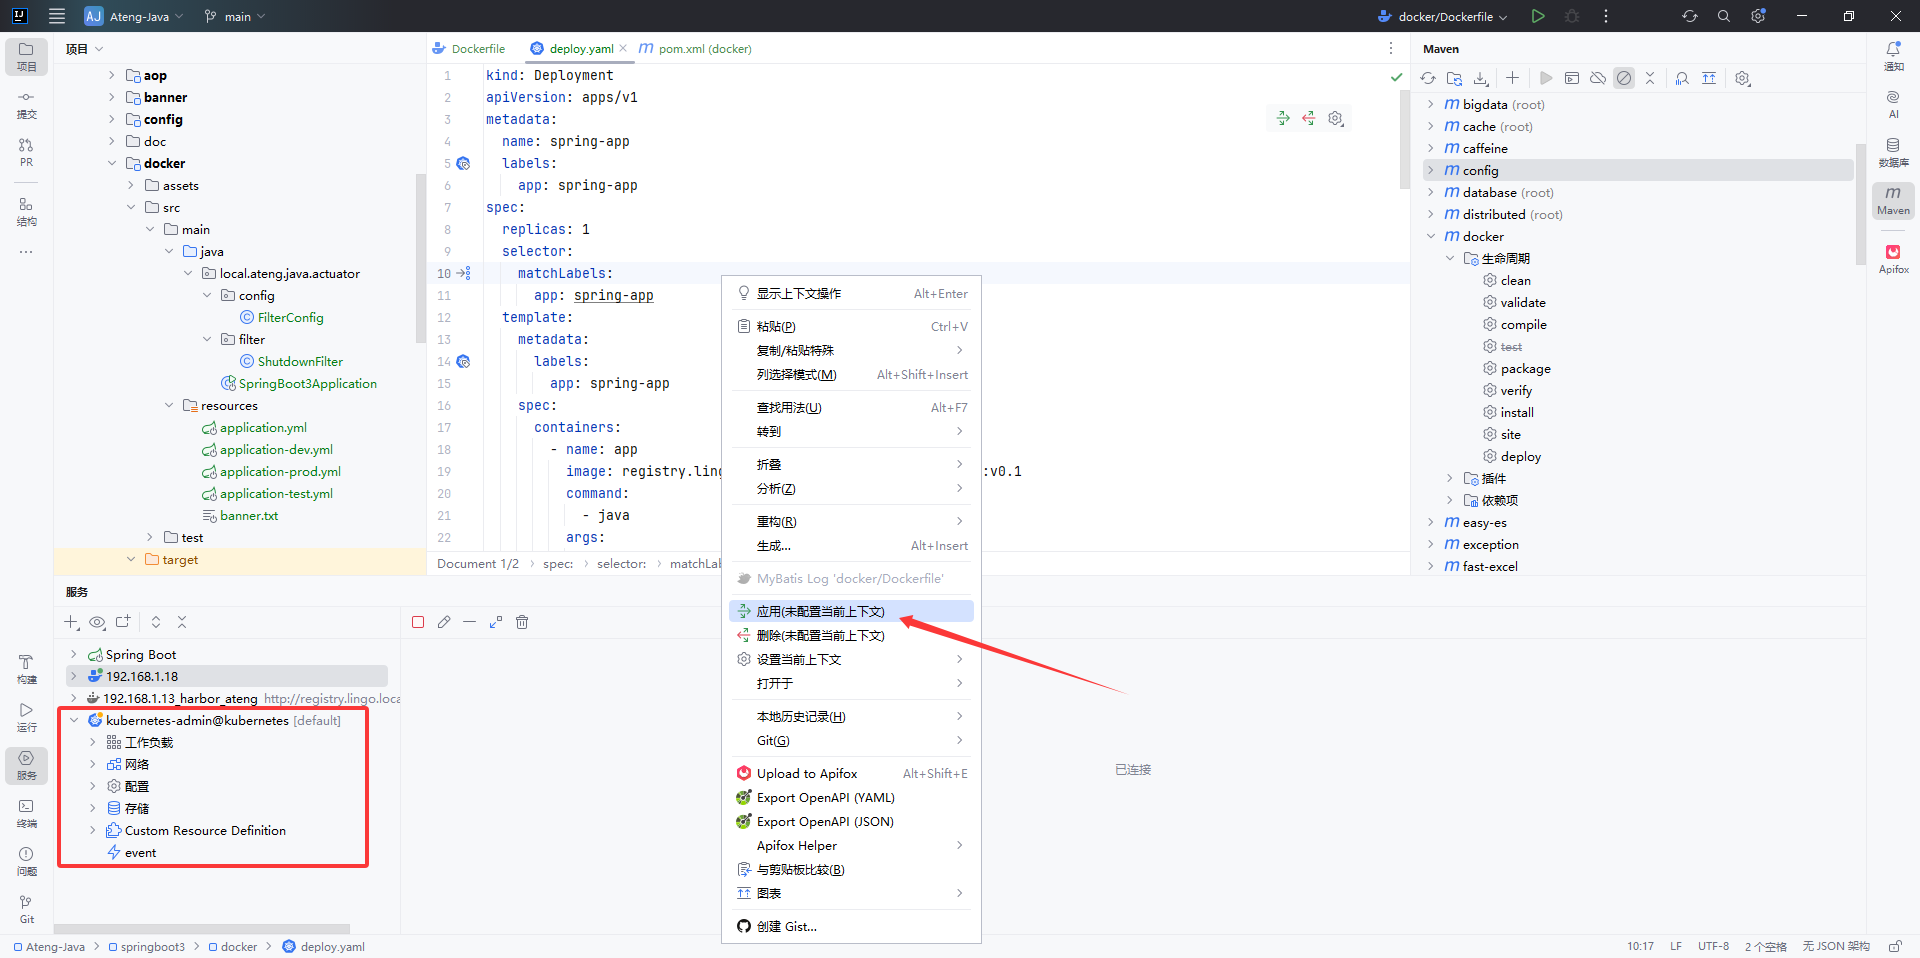 AJ Ateng-Java
main
docker/Dockerfile
项目
项目
提交
PR
结构
构建
运行
服务
终端
问题
Git
aop
banner
config
doc
docker
assets
src
main
java
local.ateng.java.actuator
config
FilterConfig
filter
ShutdownFilter
SpringBoot3Application
resources
application.yml
application-dev.yml
application-prod.yml
application-test.yml
banner.txt
test
target
Dockerfile
deploy.yaml
pom.xml (docker)
1 kind: Deployment
2 apiVersion: apps/v1
3 metadata:
4 name: spring-app
5 labels:
6 app: spring-app
7 spec:
8 replicas: 1
9 selector:
10 matchLabels:
11 app: spring-app
12 template:
13 metadata:
14 labels:
15 app: spring-app
16 spec:
17 containers:
18 - name: app
19 image: registry.ling :v0.1
20 command:
21 - java
22 args:
Document 1/2 › spec: › selector: › matchLab
显示上下文操作 Alt+Enter
粘贴(P) Ctrl+V
复制/粘贴特殊
列选择模式(M) Alt+Shift+Insert
查找用法(U) Alt+F7
转到
折叠
分析(Z)
重构(R)
生成... Alt+Insert
MyBatis Log 'docker/Dockerfile'
应用(未配置当前上下文)
删除(未配置当前上下文)
设置当前上下文
打开于
本地历史记录(H)
Git(G)
Upload to Apifox Alt+Shift+E
Export OpenAPI (YAML)
Export OpenAPI (JSON)
Apifox Helper
与剪贴板比较(B)
图表
创建 Gist...
Maven
bigdata (root)
cache (root)
caffeine
config
database (root)
distributed (root)
docker
生命周期
clean
validate
compile
test
package
verify
install
site
deploy
插件
依赖项
easy-es
exception
fast-excel
通知
AI
数据库
Maven
Apifox
服务
Spring Boot
192.168.1.18
192.168.1.13_harbor_ateng http://registry.lingo.loca
kubernetes-admin@kubernetes [default]
工作负载
网络
配置
存储
Custom Resource Definition
event
已连接
Ateng-Java › springboot3 › docker › deploy.yaml
10:17 LF UTF-8 2 个空格 无 JSON 架构